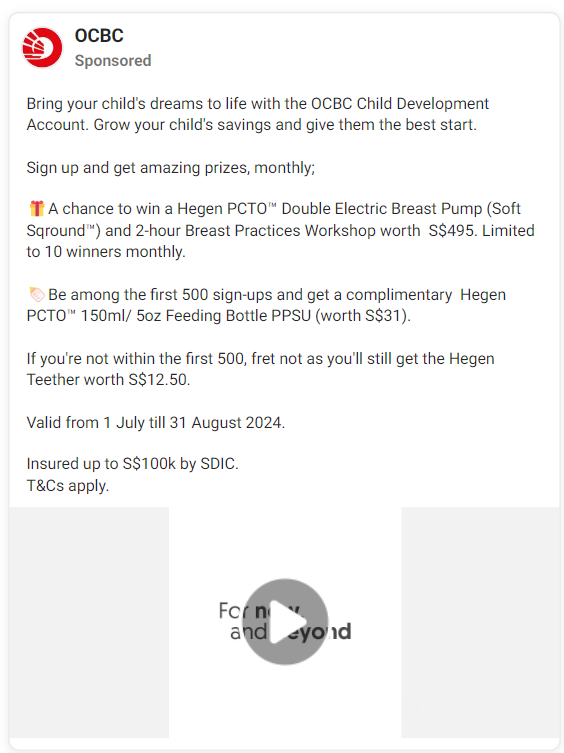 OCBC
Sponsored
Bring your child's dreams to life with the OCBC Child Development
Account. Grow your child's savings and give them the best start.
Sign up and get amazing prizes, monthly;
🎁 A chance to win a Hegen PCTO™ Double Electric Breast Pump (Soft
Sqround™) and 2-hour Breast Practices Workshop worth S$495. Limited
to 10 winners monthly.
🍼 Be among the first 500 sign-ups and get a complimentary Hegen
PCTO™ 150ml/ 5oz Feeding Bottle PPSU (worth S$31).
If you're not within the first 500, fret not as you'll still get the Hegen
Teether worth S$12.50.
Valid from 1 July till 31 August 2024.
Insured up to S$100k by SDIC.
T&Cs apply.
For now
and beyond